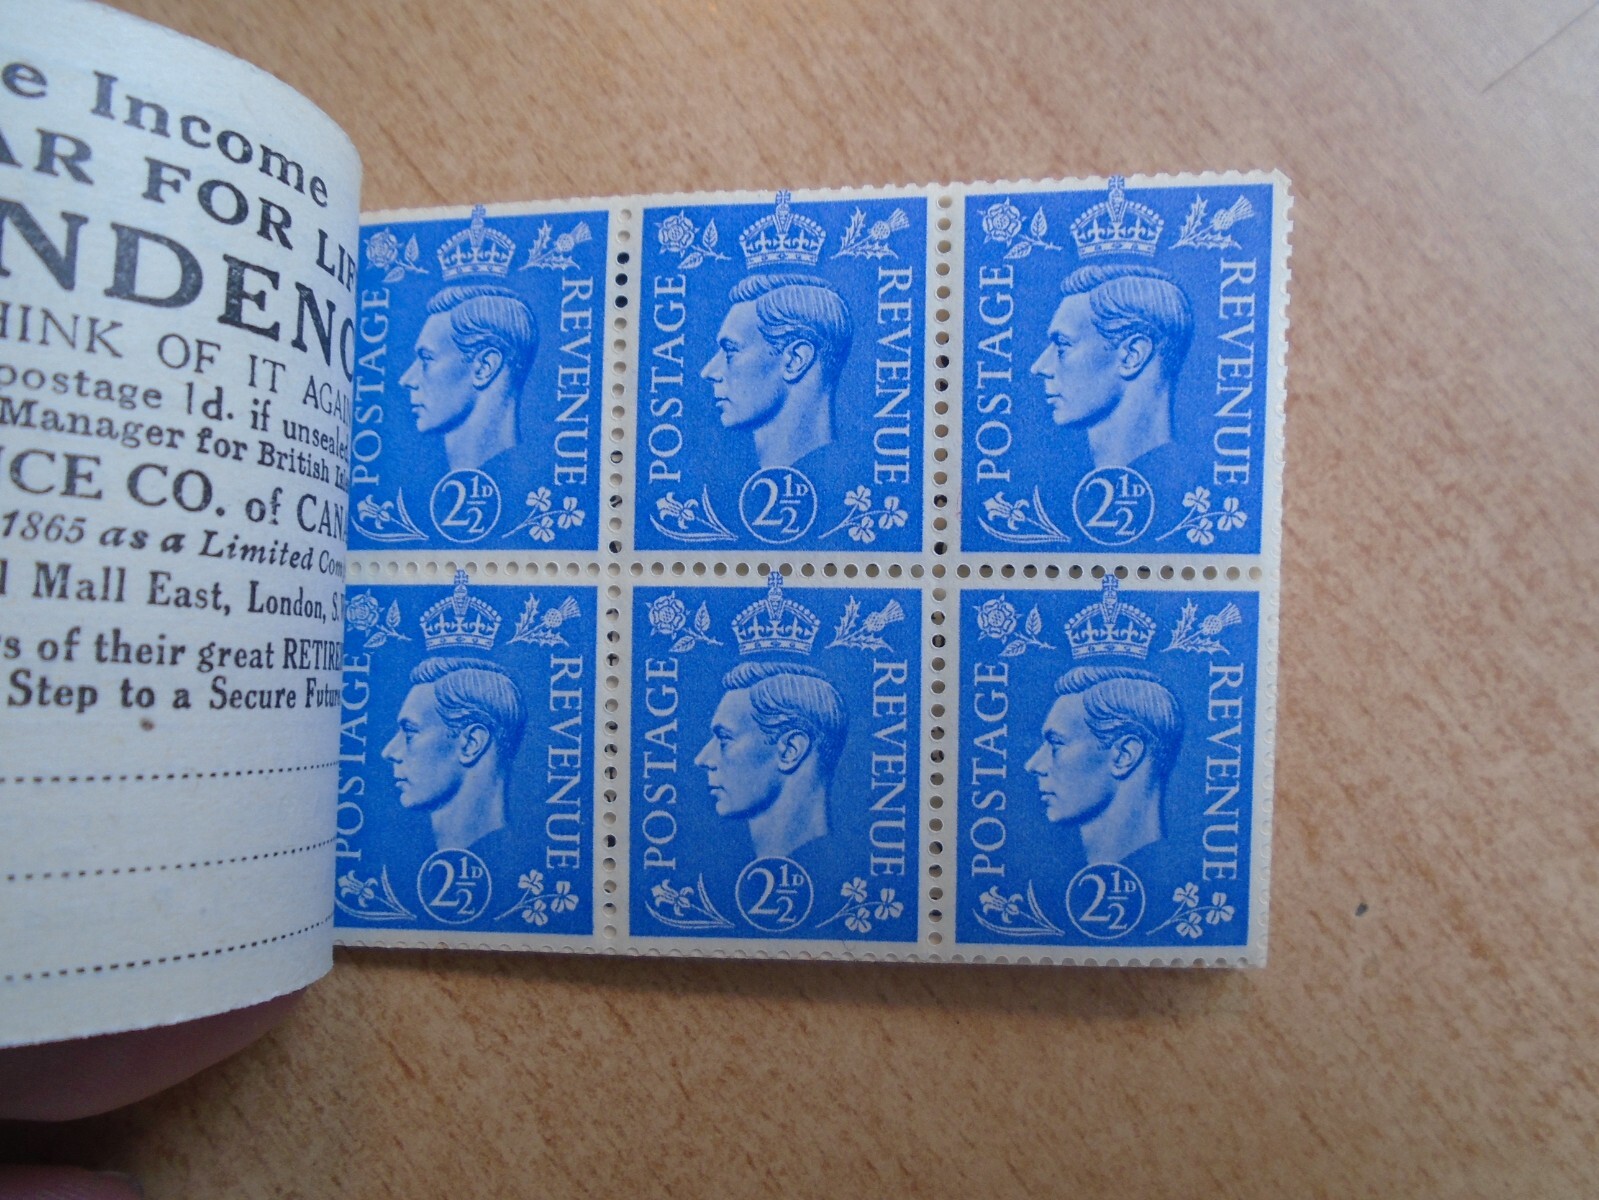 e Income
AR FOR LIF
NDENC
HINK OF IT AGAI
postage 1d. if unsealed
Manager for British Isl
NCE CO. of CANA
1865 as a Limited Com
l Mall East, London, S.W
s of their great RETIRE
Step to a Secure Futur
POSTAGE REVENUE
2½D
POSTAGE REVENUE
2½D
POSTAGE REVENUE
2½D
POSTAGE REVENUE
2½D
POSTAGE REVENUE
2½D
POSTAGE REVENUE
2½D